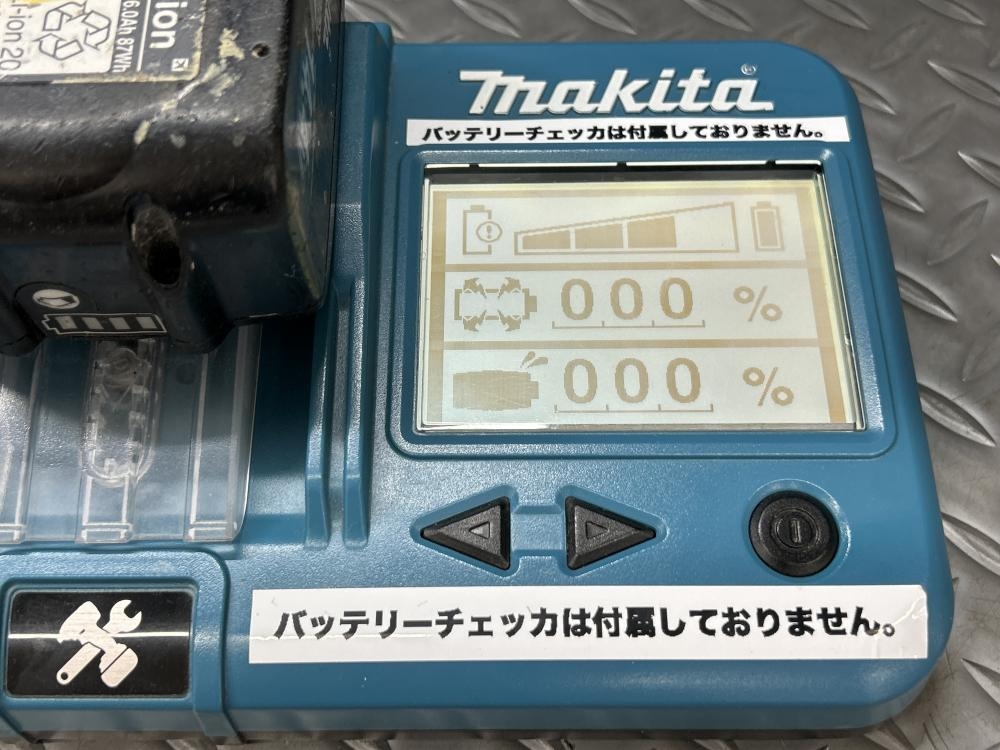 ion
6.0Ah 87Wh
Li-ion 20
makita®
バッテリーチェッカは付属しておりません。
000 %
000 %
バッテリーチェッカは付属しておりません。